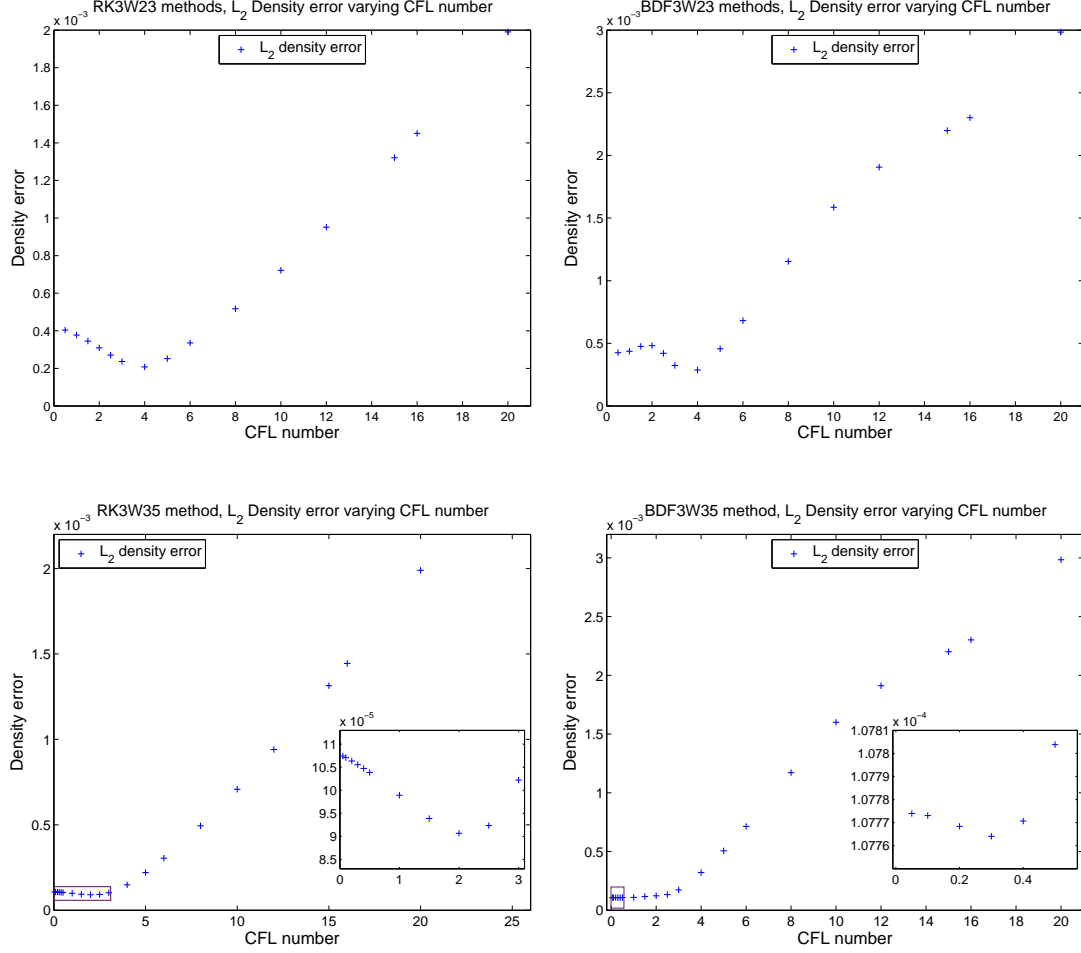 RK3W23 methods, L2 Density error varying CFL number
x 10−3
L2 density error
2
1.8
1.6
1.4
1.2
1
0.8
0.6
0.4
0.2
0
Density error
0 2 4 6 8 10 12 14 16 18 20
CFL number
BDF3W23 methods, L2 Density error varying CFL number
x 10−3
L2 density error
3
2.5
2
1.5
1
0.5
0
Density error
0 2 4 6 8 10 12 14 16 18 20
CFL number
RK3W35 method, L2 Density error varying CFL number
x 10−3
L2 density error
2
1.5
1
0.5
0
Density error
x 10−5
11
10.5
10
9.5
9
8.5
0 1 2 3
0 5 10 15 20 25
CFL number
BDF3W35 method, L2 Density error varying CFL number
x 10−3
L2 density error
3
2.5
2
1.5
1
0.5
0
Density error
x 10−4
1.0781
1.078
1.0779
1.0778
1.0777
1.0776
0 0.2 0.4
0 2 4 6 8 10 12 14 16 18 20
CFL number